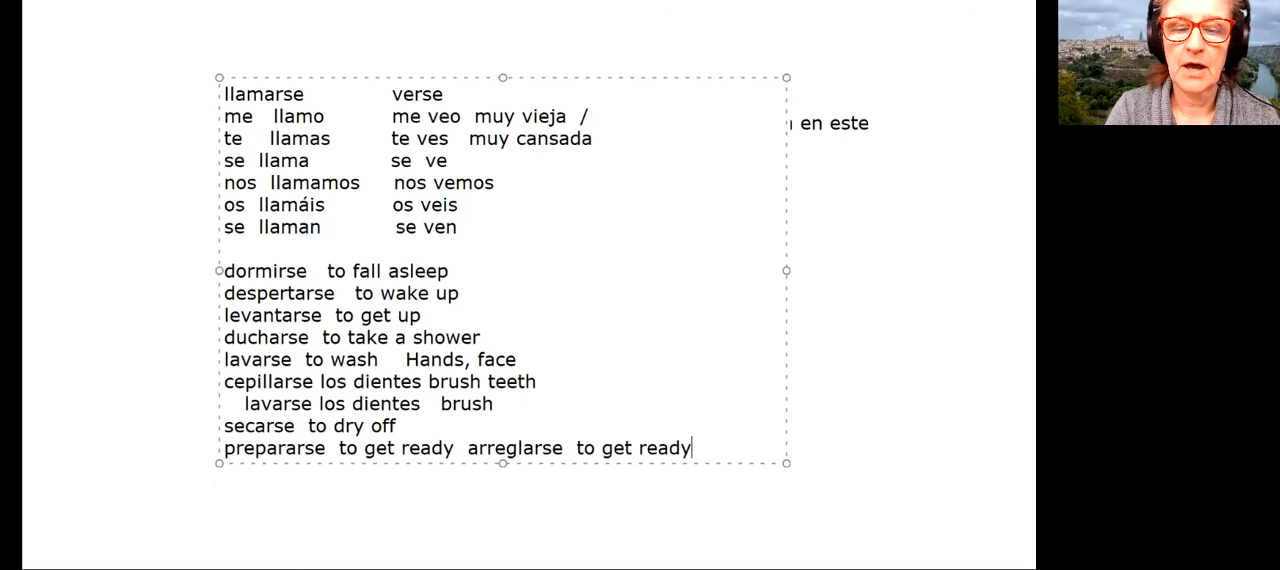 llamarse verse
me llamo me veo muy vieja /
te llamas te ves muy cansada
se llama se ve
nos llamamos nos vemos
os llamáis os veis
se llaman se ven
en este
dormirse to fall asleep
despertarse to wake up
levantarse to get up
ducharse to take a shower
lavarse to wash Hands, face
cepillarse los dientes brush teeth
lavarse los dientes brush
secarse to dry off
prepararse to get ready arreglarse to get ready